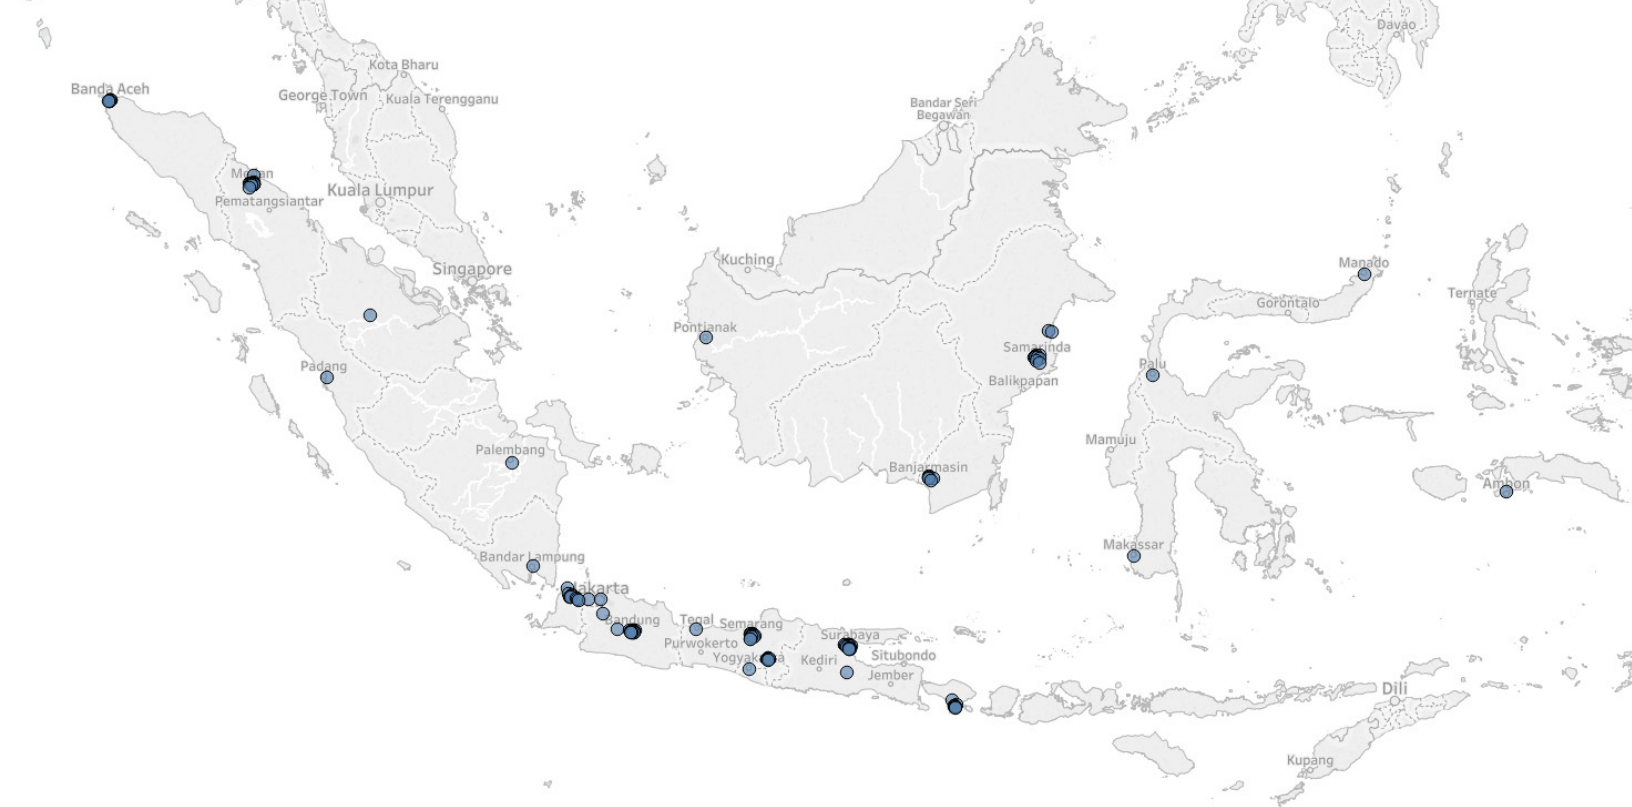 Davao
Kota Bharu
Banda Aceh
George Town
Kuala Terengganu
Bandar Seri
Begawan
Medan
Kuala Lumpur
Pematangsiantar
Kuching
Singapore
Manado
Ternate
Gorontalo
Pontianak
Samarinda
Padang
Palu
Balikpapan
Mamuju
Palembang
Banjarmasin
Ambon
Makassar
Bandar Lampung
Jakarta
Bandung
Tegal
Semarang
Surabaya
Purwokerto
Yogyakarta
Kediri
Situbondo
Jember
Dili
Kupang